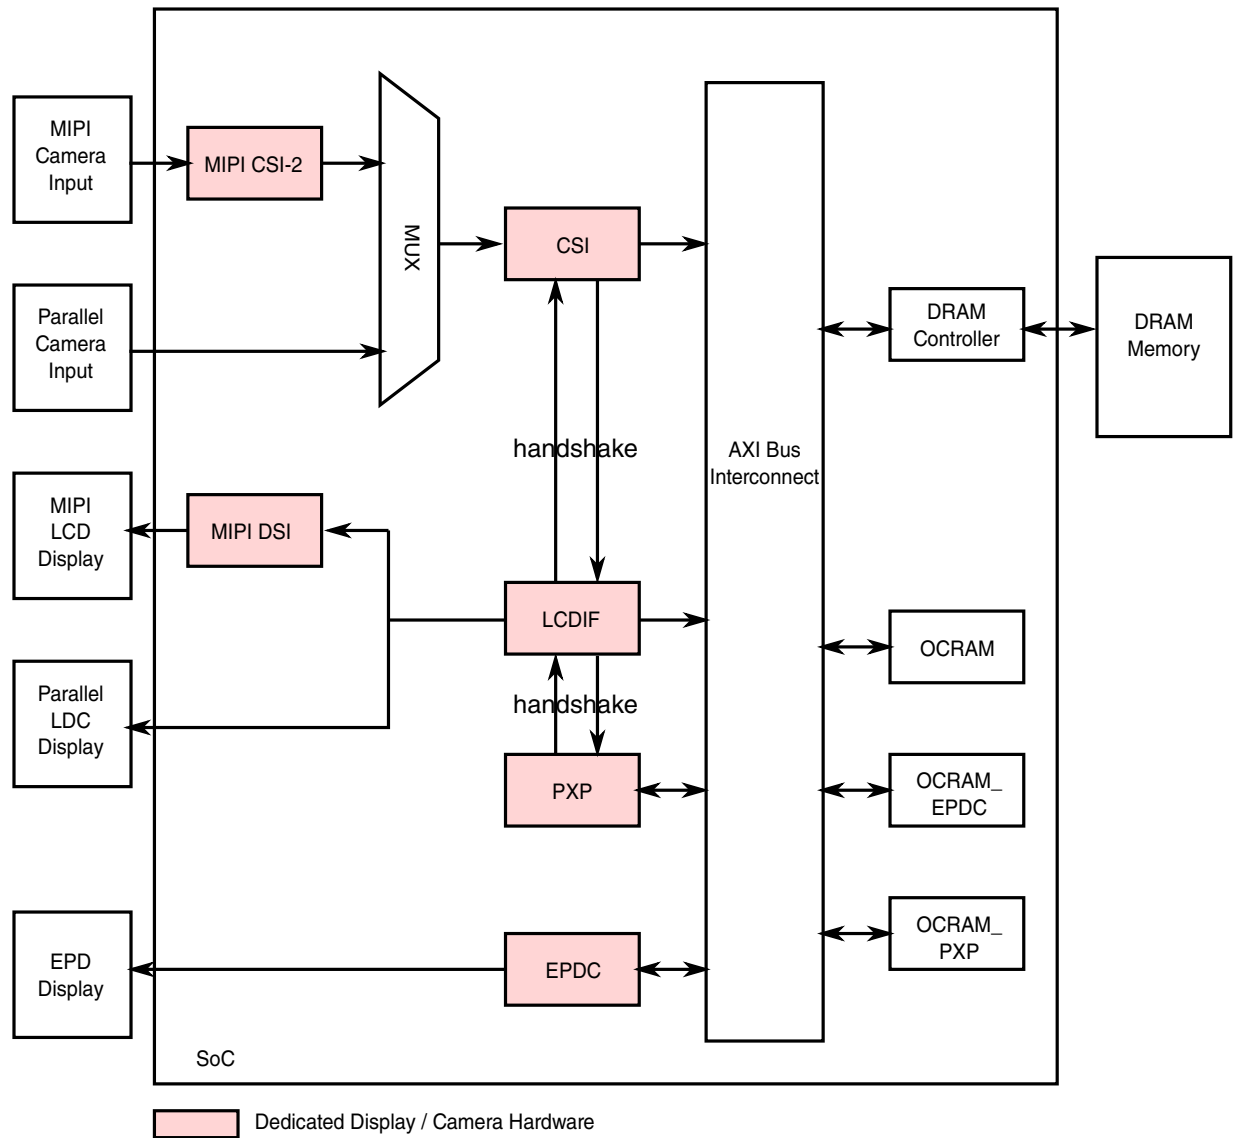 MIPI
Camera
Input
MIPI CSI-2
MUX
CSI
Parallel
Camera
Input
DRAM
Controller
DRAM
Memory
handshake
AXI Bus
Interconnect
MIPI
LCD
Display
MIPI DSI
LCDIF
OCRAM
Parallel
LDC
Display
handshake
PXP
OCRAM_
EPDC
OCRAM_
PXP
EPD
Display
EPDC
SoC
Dedicated Display / Camera Hardware